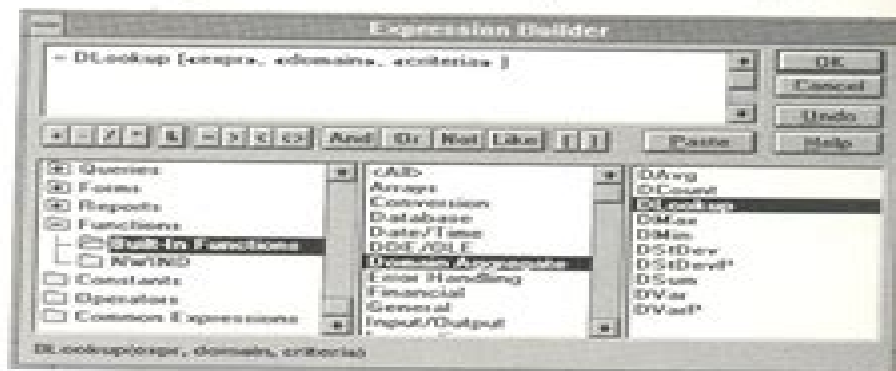 Expression Builder
= DLookup («expr», «domain», «criteria» )
OK
Cancel
Undo
+ - / * & = > < <> And Or Not Like ( ) Paste Help
Queries
Forms
Reports
Functions
Built-In Functions
NWIND
Constants
Operators
Common Expressions
<All>
Arrays
Conversion
Database
Date/Time
DDE/OLE
Domain Aggregate
Error Handling
Financial
General
Input/Output
DAvg
DCount
DLookup
DMax
DMin
DStDev
DStDevP
DSum
DVar
DVarP
DLookup(expr, domain, criteria)